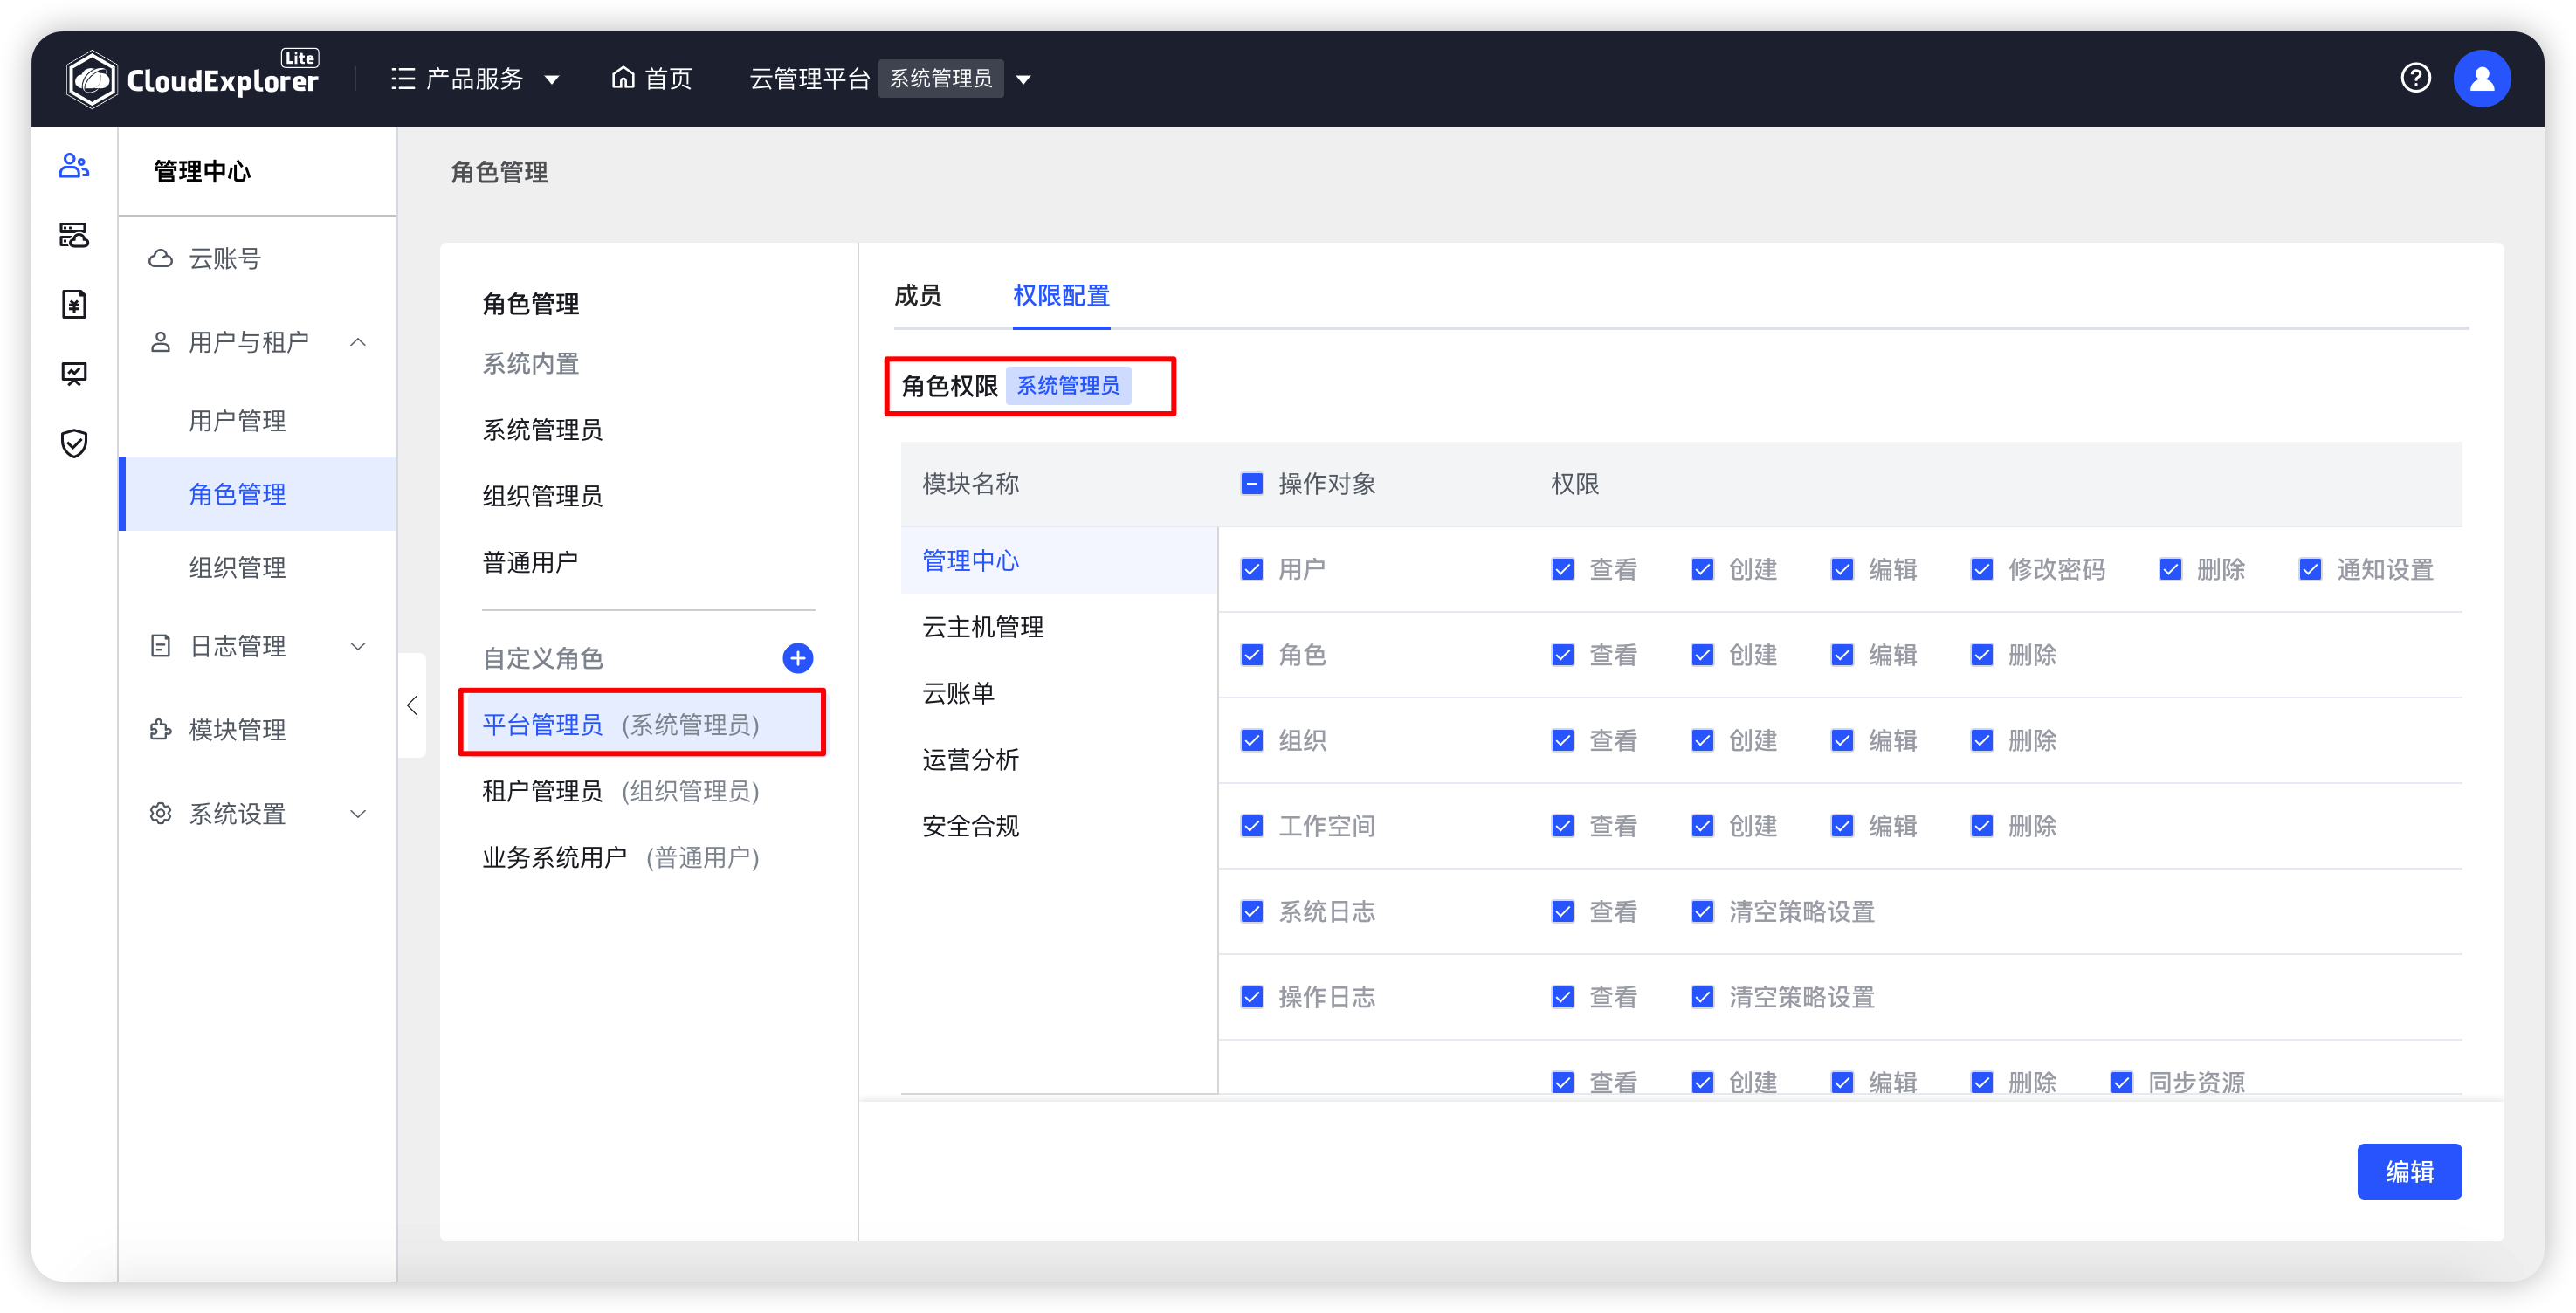 CloudExplorer Lite
产品服务
首页
云管理平台 系统管理员
管理中心
云账号
用户与租户
用户管理
角色管理
组织管理
日志管理
模块管理
系统设置
角色管理
角色管理
系统内置
系统管理员
组织管理员
普通用户
自定义角色
平台管理员 (系统管理员)
租户管理员 (组织管理员)
业务系统用户 (普通用户)
成员 权限配置
角色权限 系统管理员
模块名称 操作对象 权限
管理中心
云主机管理
云账单
运营分析
安全合规
用户 查看 创建 编辑 修改密码 删除 通知设置
角色 查看 创建 编辑 删除
组织 查看 创建 编辑 删除
工作空间 查看 创建 编辑 删除
系统日志 查看 清空策略设置
操作日志 查看 清空策略设置
查看 创建 编辑 删除 同步资源
编辑